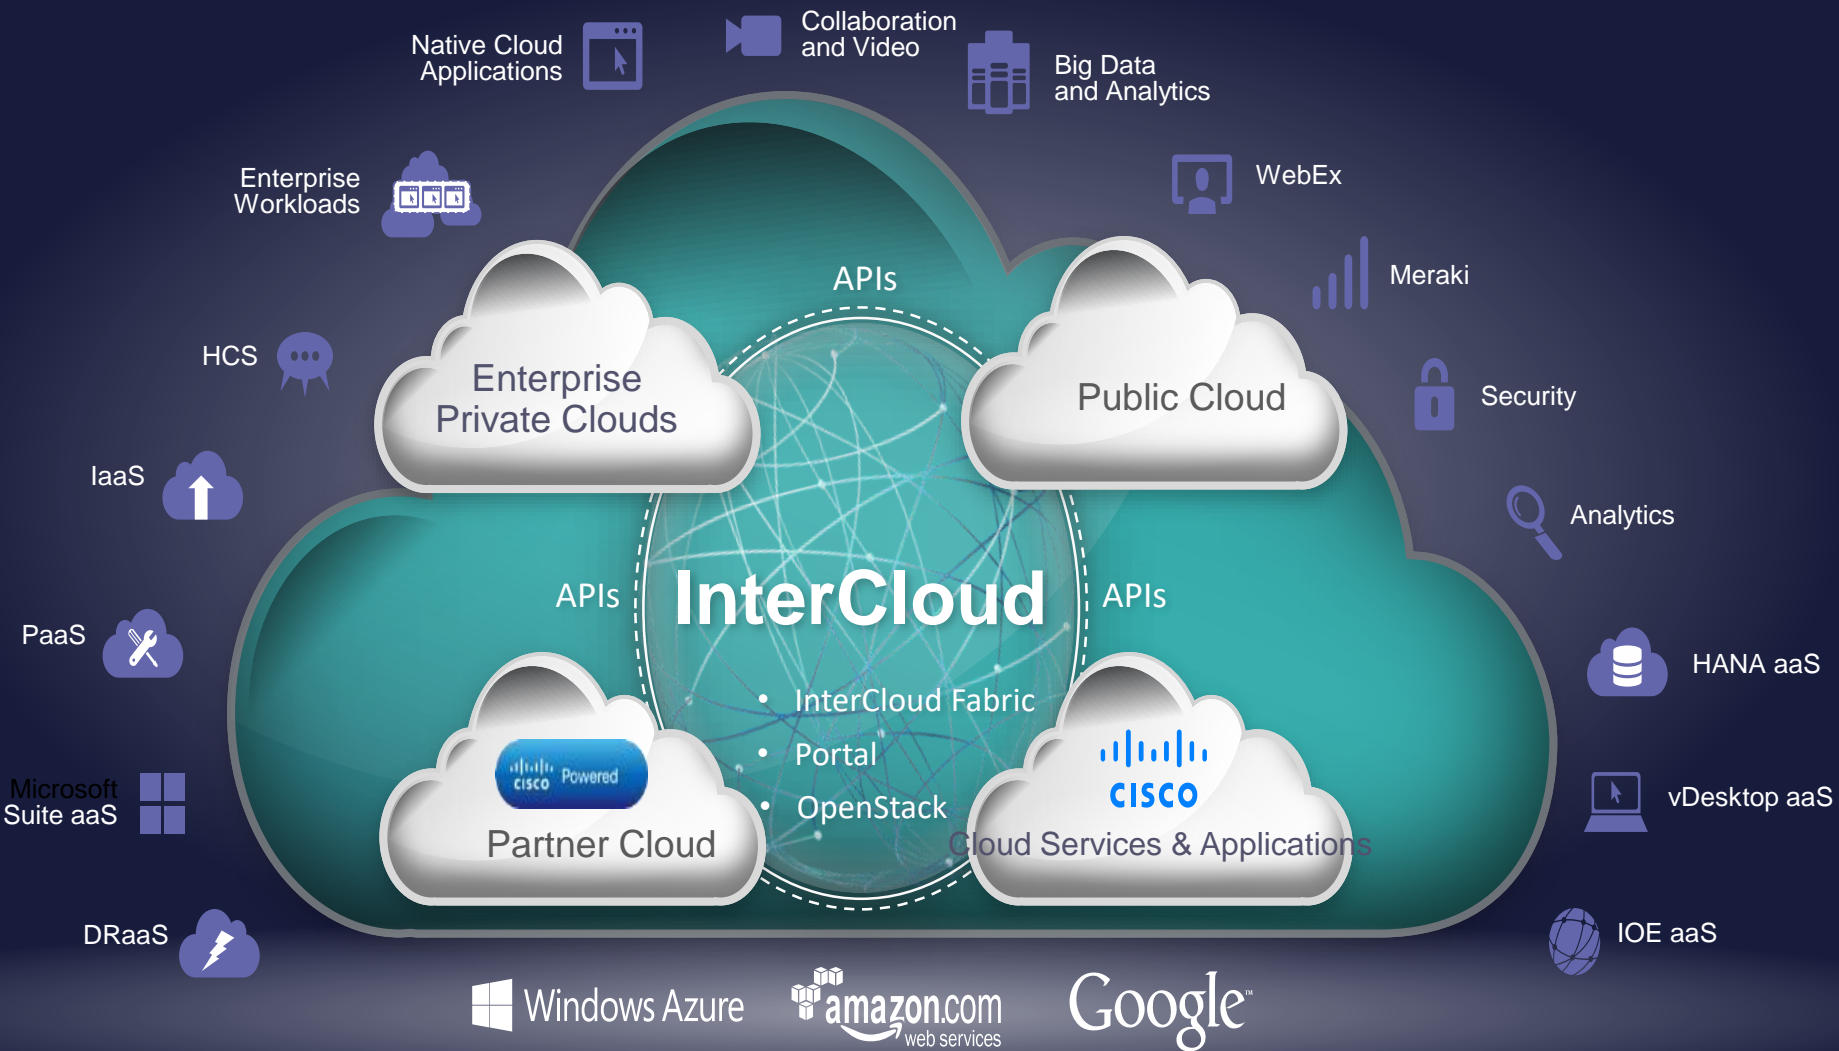 Collaboration
and Video
Native Cloud
Applications
Big Data
and Analytics
Enterprise
Workloads
WebEx
APIs
Meraki
HCS
Enterprise
Private Clouds
Public Cloud
Security
IaaS
Analytics
APIs
InterCloud
APIs
PaaS
HANA aaS
• InterCloud Fabric
• Portal
• OpenStack
CISCO Powered
Partner Cloud
CISCO
Cloud Services & Applications
Microsoft
Suite aaS
vDesktop aaS
DRaaS
IOE aaS
Windows Azure
amazon.com
web services
Google™